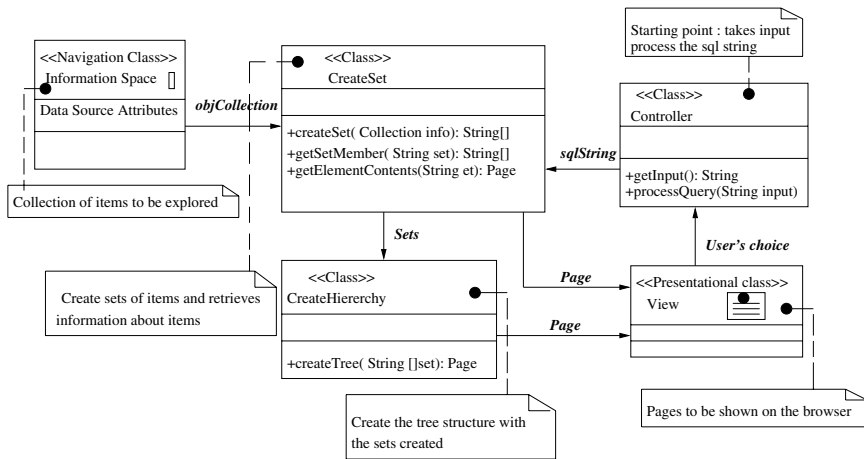 Starting point : takes input
process the sql string
<<Navigation Class>>
Information Space
Data Source Attributes
objCollection
<<Class>>
CreateSet
+createSet( Collection info): String[]
+getSetMember( String set): String[]
+getElementContents(String et): Page
sqlString
<<Class>>
Controller
+getInput(): String
+processQuery(String input)
Collection of items to be explored
Sets
User's choice
Create sets of items and retrieves
information about items
<<Class>>
CreateHiererchy
+createTree( String []set): Page
Page
Page
<<Presentational class>>
View
Create the tree structure with
the sets created
Pages to be shown on the browser